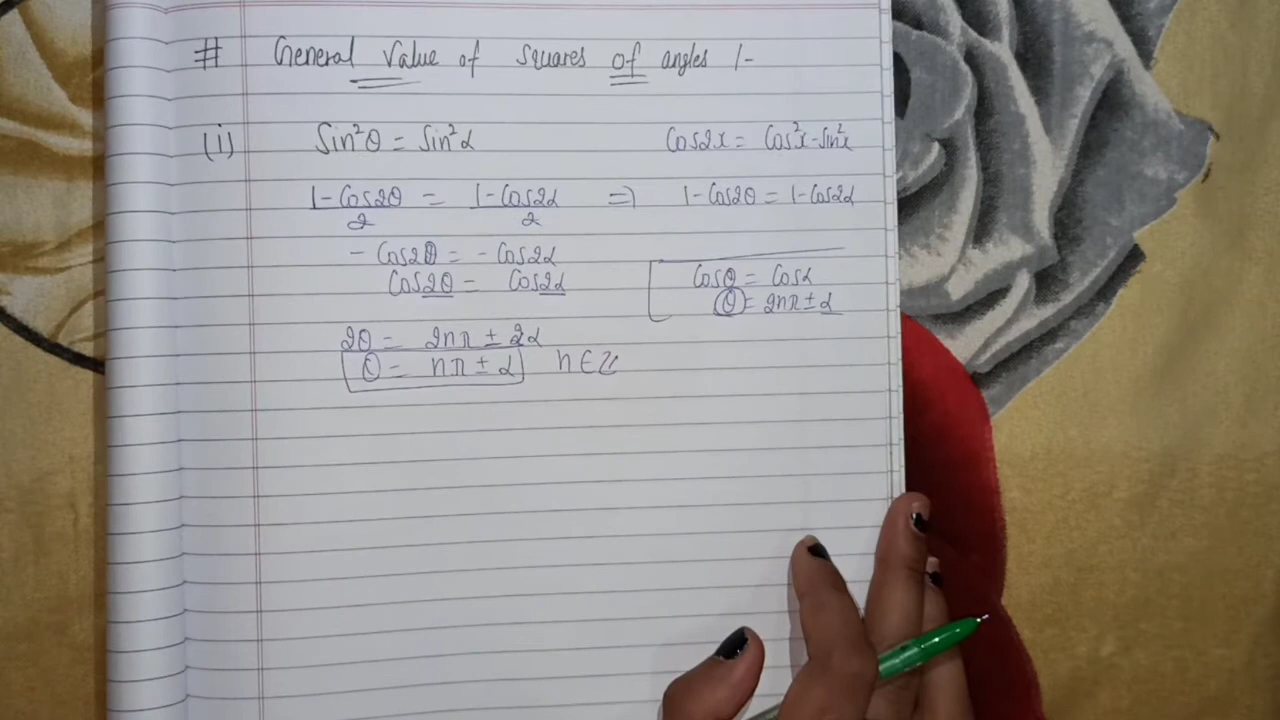 # General Value of Squares of angles :-
(i) Sin²θ = Sin²α Cos2x = Cos²x - Sin²x
1-Cos2θ/2 = 1-Cos2α/2 ⇒ 1-Cos2θ = 1-Cos2α
- Cos2θ = - Cos2α
Cos2θ = Cos2α
Cosθ = Cosα
θ = 2nπ ± α
2θ = 2nπ ± 2α
θ = nπ ± α n∈Z